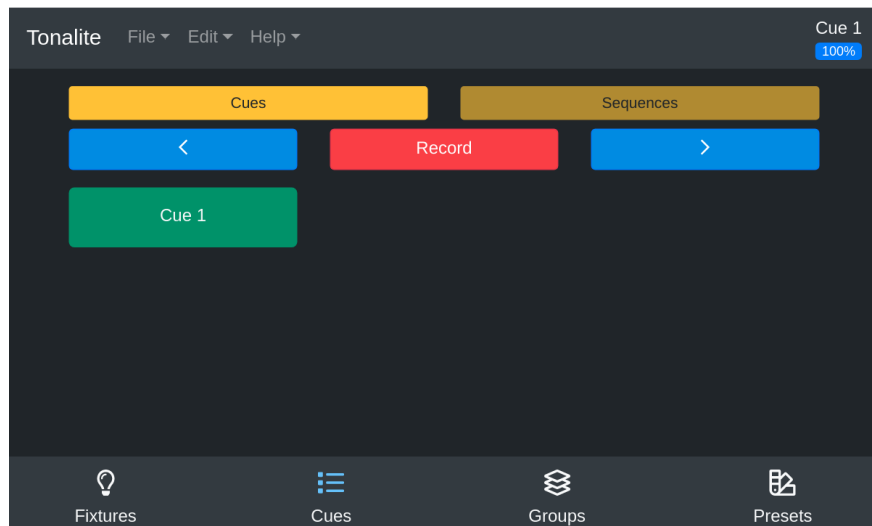 Tonalite File Edit Help Cue 1
100%
Cues Sequences
Record
Cue 1
Fixtures Cues Groups Presets